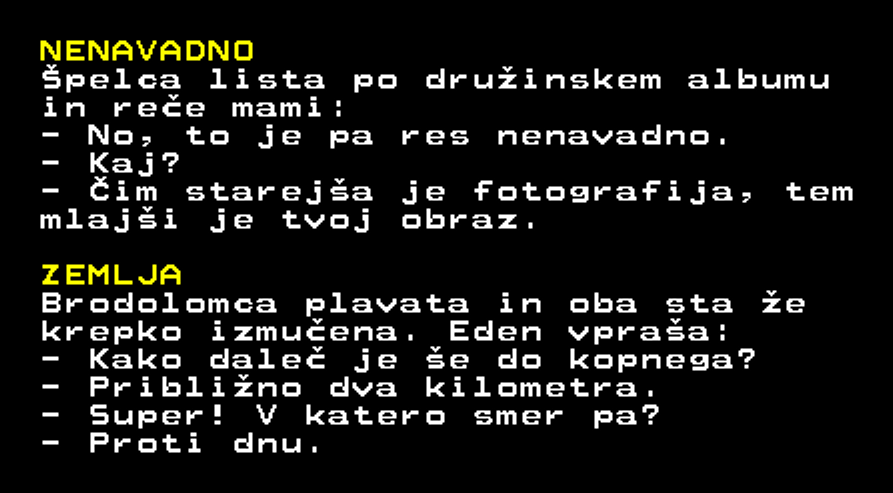 NENAVADNO
Špelca lista po družinskem albumu
in reče mami:
- No, to je pa res nenavadno.
- Kaj?
- Čim starejša je fotografija, tem
mlajši je tvoj obraz.
ZEMLJA
Brodolomca plavata in oba sta že
krepko izmučena. Eden vpraša:
- Kako daleč je še do kopnega?
- Približno dva kilometra.
- Super! V katero smer pa?
- Proti dnu.